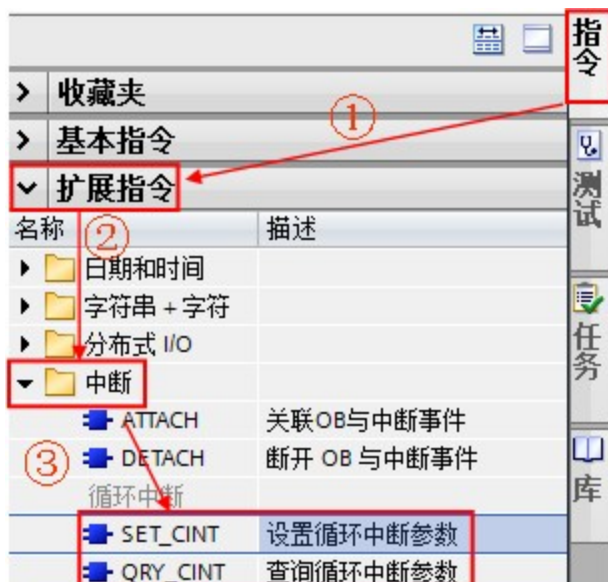 指令
收藏夹
①
基本指令
扩展指令
测试
名称 描述
②
日期和时间
字符串 + 字符
分布式 I/O
任务
中断
ATTACH 关联OB与中断事件
③
DETACH 断开 OB 与中断事件
库
循环中断
SET_CINT 设置循环中断参数
QRY_CINT 查询循环中断参数